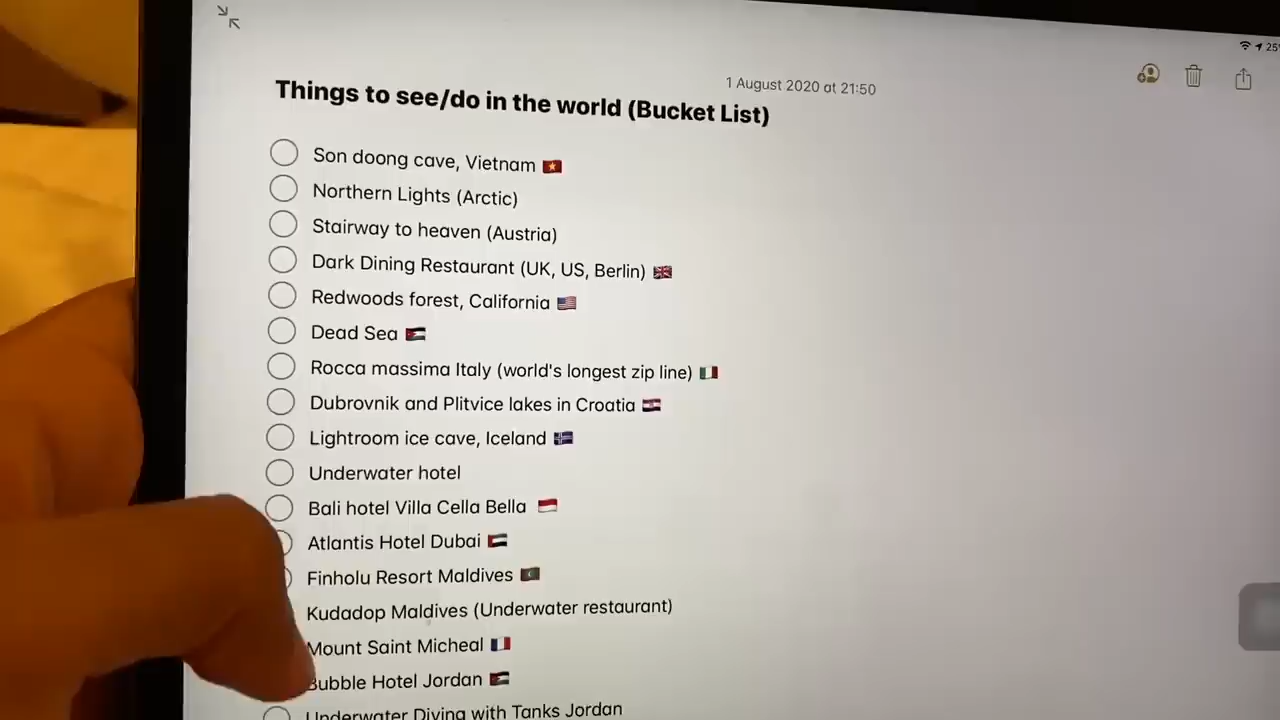 25
1 August 2020 at 21:50
Things to see/do in the world (Bucket List)
Son doong cave, Vietnam 🇻🇳
Northern Lights (Arctic)
Stairway to heaven (Austria)
Dark Dining Restaurant (UK, US, Berlin) 🇬🇧
Redwoods forest, California 🇺🇸
Dead Sea 🇯🇴
Rocca massima Italy (world's longest zip line) 🇮🇹
Dubrovnik and Plitvice lakes in Croatia 🇭🇷
Lightroom ice cave, Iceland 🇮🇸
Underwater hotel
Bali hotel Villa Cella Bella 🇮🇩
Atlantis Hotel Dubai 🇦🇪
Finholu Resort Maldives 🇲🇻
Kudadop Maldives (Underwater restaurant)
Mount Saint Micheal 🇫🇷
Bubble Hotel Jordan 🇯🇴
Underwater Diving with Tanks Jordan